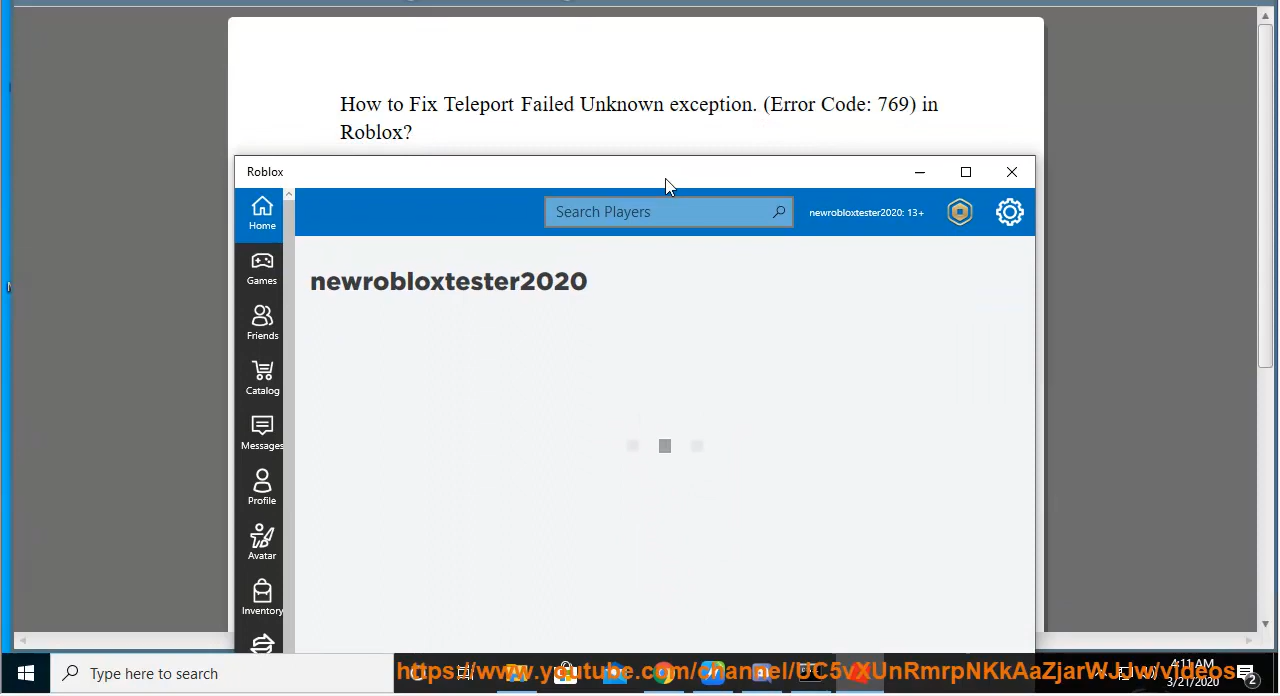 How to Fix Teleport Failed Unknown exception. (Error Code: 769) in
Roblox?
Roblox
Search Players
newrobloxtester2020: 13+
Home
newrobloxtester2020
Games
Friends
Catalog
Messages
Profile
Avatar
Inventory
Type here to search
https://www.youtube.com/channel/UC5vXUnRmrpNKkAaZjarWJUw/videos
4:11 AM
3/21/2020
2